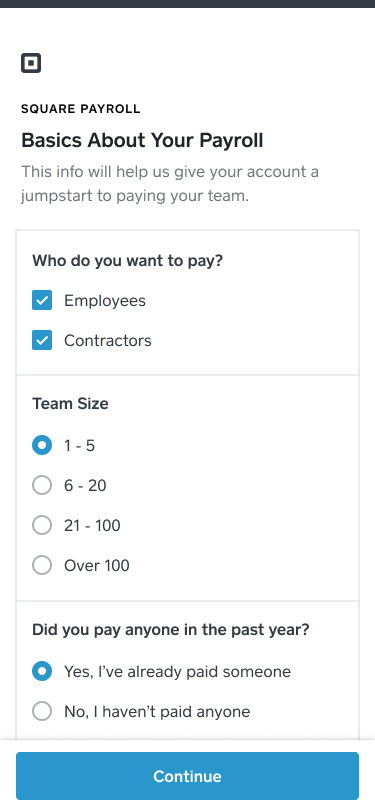 SQUARE PAYROLL
Basics About Your Payroll
This info will help us give your account a
jumpstart to paying your team.
Who do you want to pay?
Employees
Contractors
Team Size
1 - 5
6 - 20
21 - 100
Over 100
Did you pay anyone in the past year?
Yes, I’ve already paid someone
No, I haven’t paid anyone
Continue